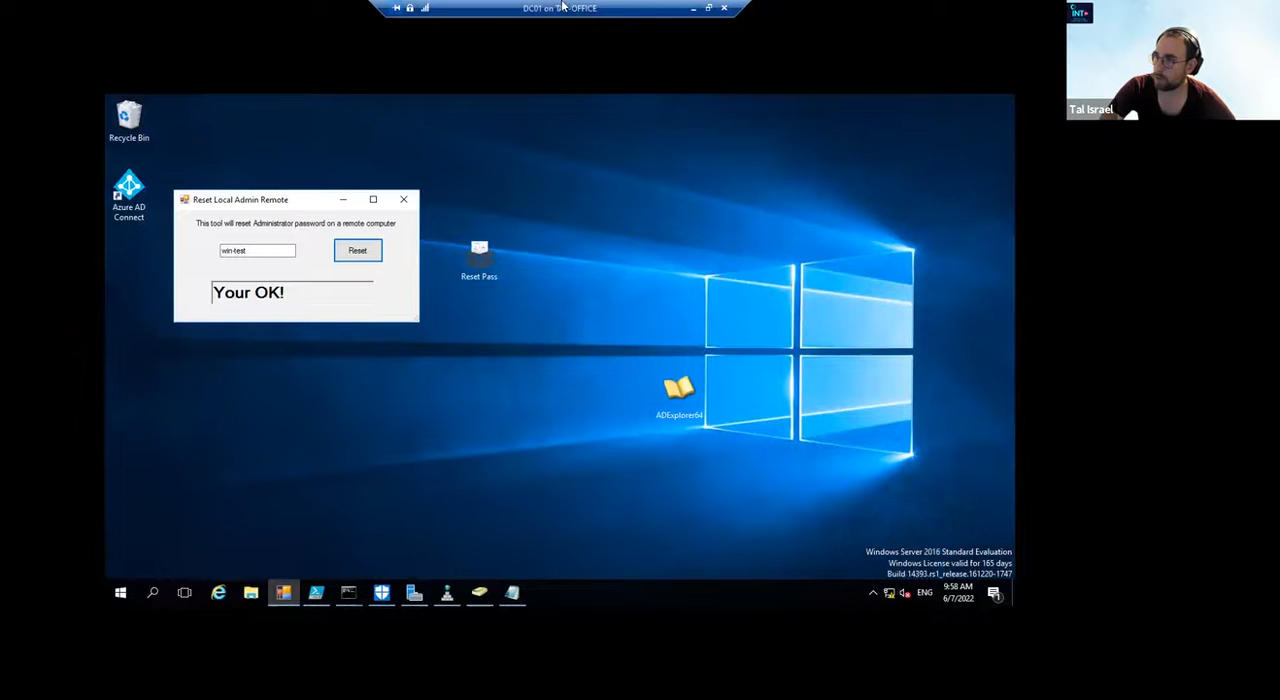 DC01 on TAL-OFFICE
INT
Tal Israel
Recycle Bin
Azure AD
Connect
Reset Local Admin Remote
This tool will reset Administrator password on a remote computer
win-test
Reset
Your OK!
Reset Pass
ADExplorer64
Windows Server 2016 Standard Evaluation
Windows License valid for 165 days
Build 14393.rs1_release.161220-1747
ENG
9:58 AM
6/7/2022